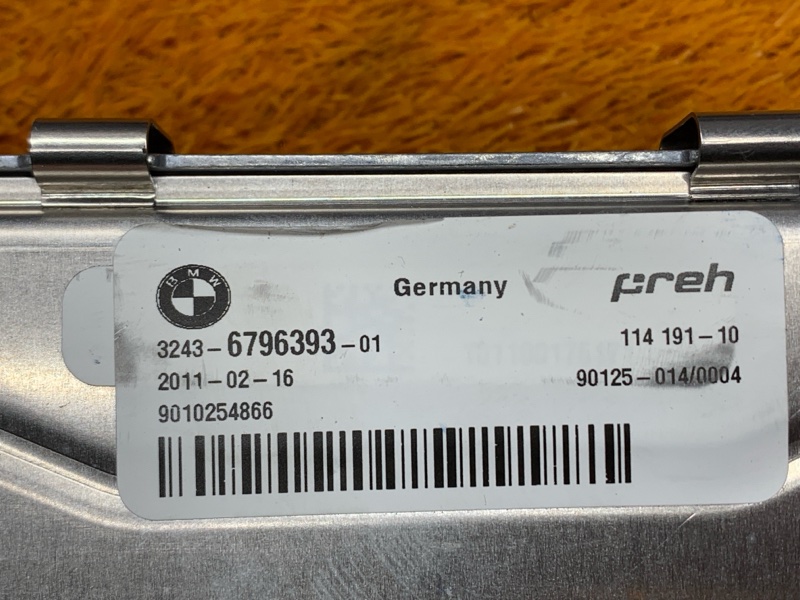 BMW
Germany preh
3243-6796393-01 114 191-10
2011-02-16 90125-014/0004
9010254866